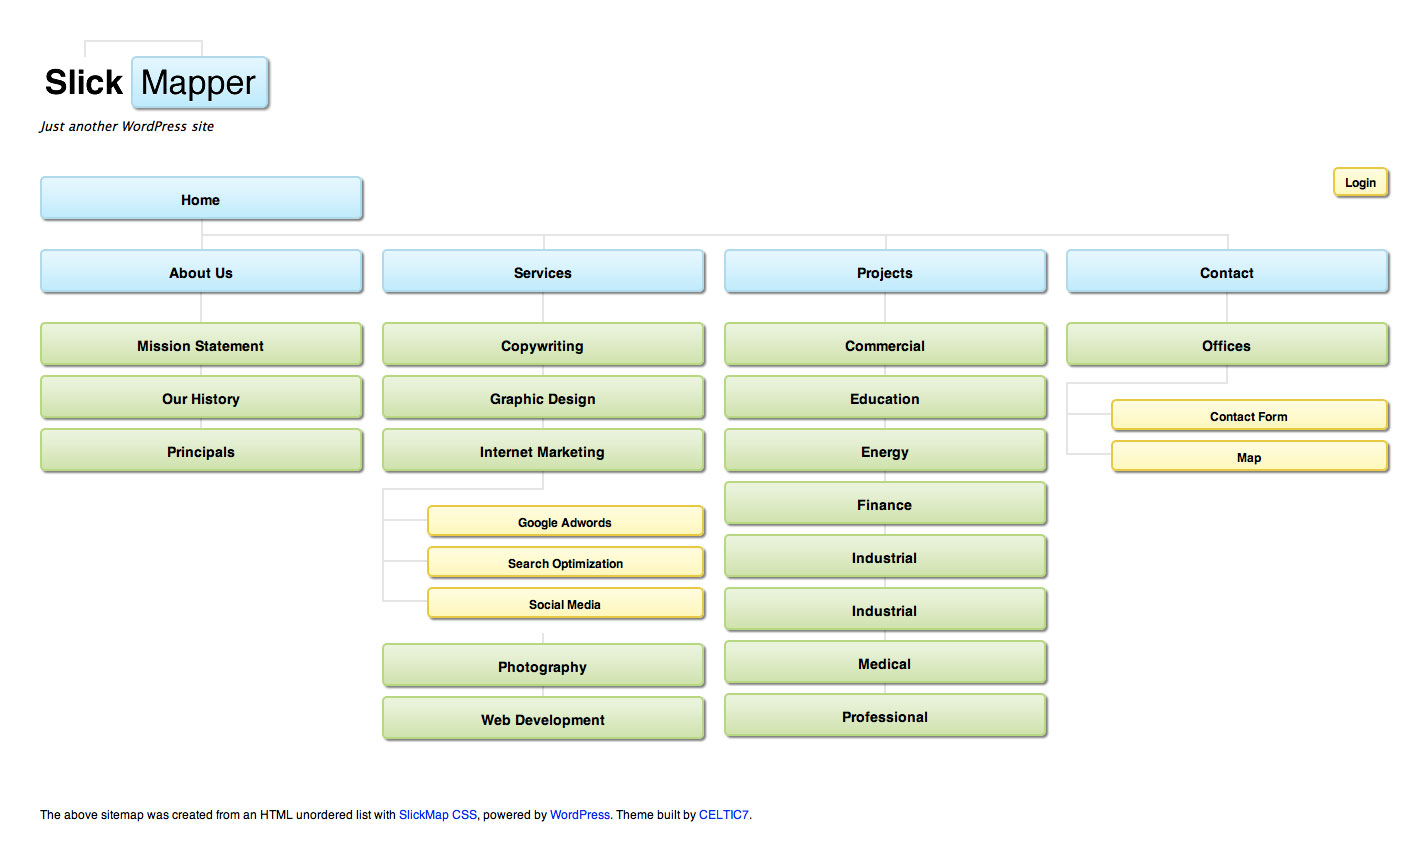 Slick Mapper
Just another WordPress site
Login
Home
About Us
Mission Statement
Our History
Principals
Services
Copywriting
Graphic Design
Internet Marketing
Google Adwords
Search Optimization
Social Media
Photography
Web Development
Projects
Commercial
Education
Energy
Finance
Industrial
Industrial
Medical
Professional
Contact
Offices
Contact Form
Map
The above sitemap was created from an HTML unordered list with SlickMap CSS, powered by WordPress. Theme built by CELTIC7.